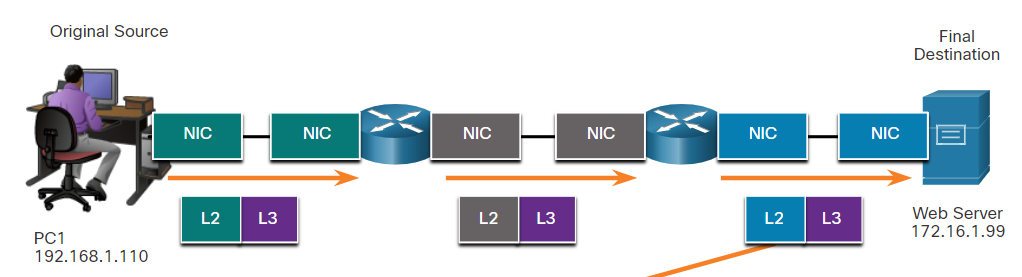 Original Source
Final
Destination
NIC
NIC
NIC
NIC
NIC
NIC
L2
L3
L2
L3
L2
L3
PC1
192.168.1.110
Web Server
172.16.1.99